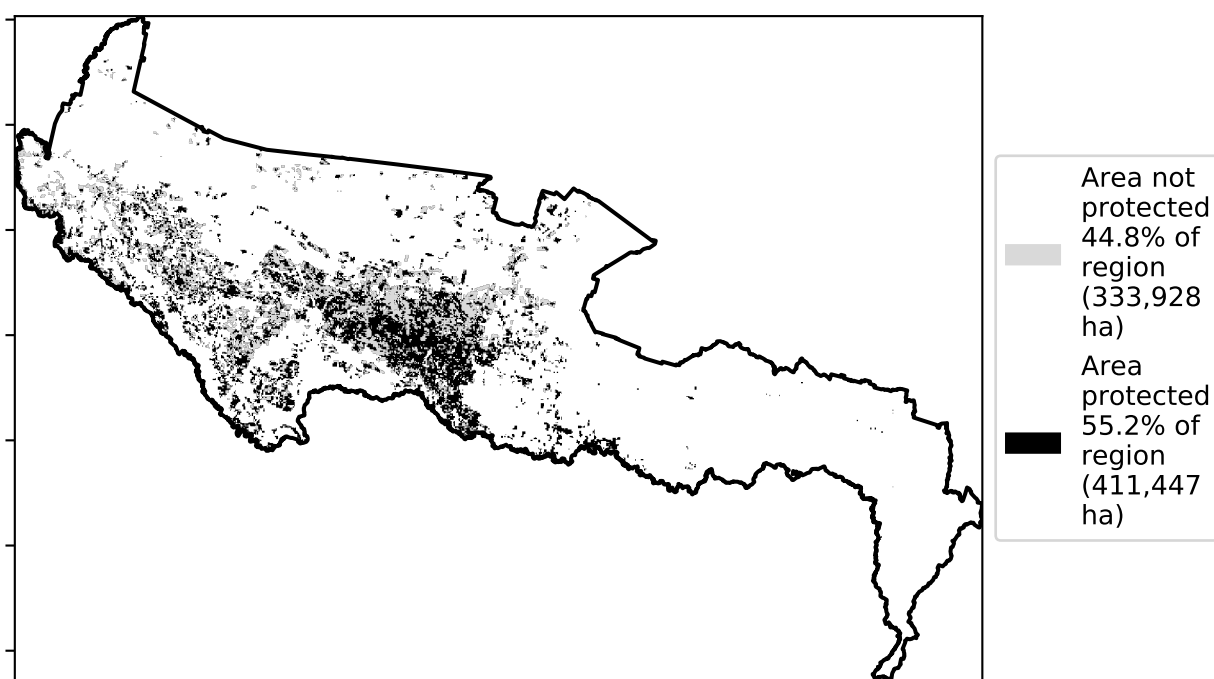 Area not
protected
44.8% of
region
(333,928
ha)
Area
protected
55.2% of
region
(411,447
ha)